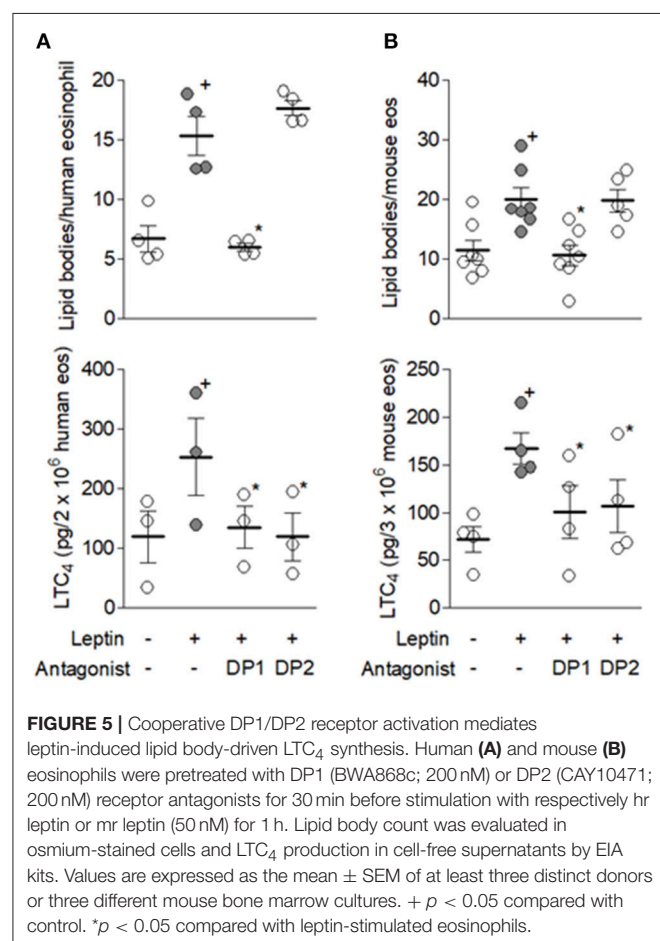 A
B
Lipid bodies/human eosinophil
20
15
10
5
0
+
*
Lipid bodies/mouse eos
40
30
20
10
0
+
*
LTC4 (pg/2 x 10⁶ human eos)
400
300
200
100
0
+
*
*
LTC4 (pg/3 x 10⁶ mouse eos)
250
200
150
100
50
0
+
*
*
Leptin - + + + - + + +
Antagonist - - DP1 DP2 - - DP1 DP2
FIGURE 5 | Cooperative DP1/DP2 receptor activation mediates
leptin-induced lipid body-driven LTC4 synthesis. Human (A) and mouse (B)
eosinophils were pretreated with DP1 (BWA868c; 200 nM) or DP2 (CAY10471;
200 nM) receptor antagonists for 30 min before stimulation with respectively hr
leptin or mr leptin (50 nM) for 1 h. Lipid body count was evaluated in
osmium-stained cells and LTC4 production in cell-free supernatants by EIA
kits. Values are expressed as the mean ± SEM of at least three distinct donors
or three different mouse bone marrow cultures. + p < 0.05 compared with
control. *p < 0.05 compared with leptin-stimulated eosinophils.